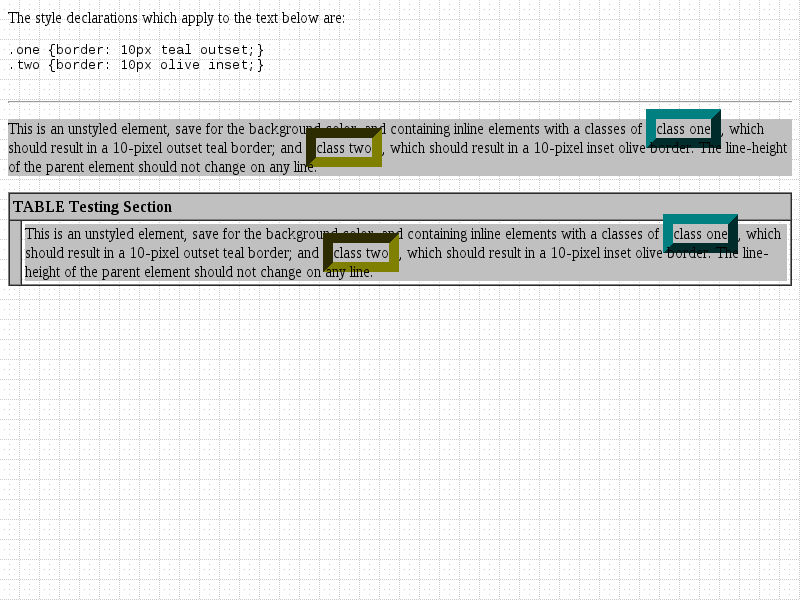 The style declarations which apply to the text below are:
.one {border: 10px teal outset;}
.two {border: 10px olive inset;}
This is an unstyled element, save for the background color, and containing inline elements with a classes of class one, which
should result in a 10-pixel outset teal border; and class two, which should result in a 10-pixel inset olive border. The line-height
of the parent element should not change on any line.
TABLE Testing Section
This is an unstyled element, save for the background color, and containing inline elements with a classes of class one, which
should result in a 10-pixel outset teal border; and class two, which should result in a 10-pixel inset olive border. The line-
height of the parent element should not change on any line.